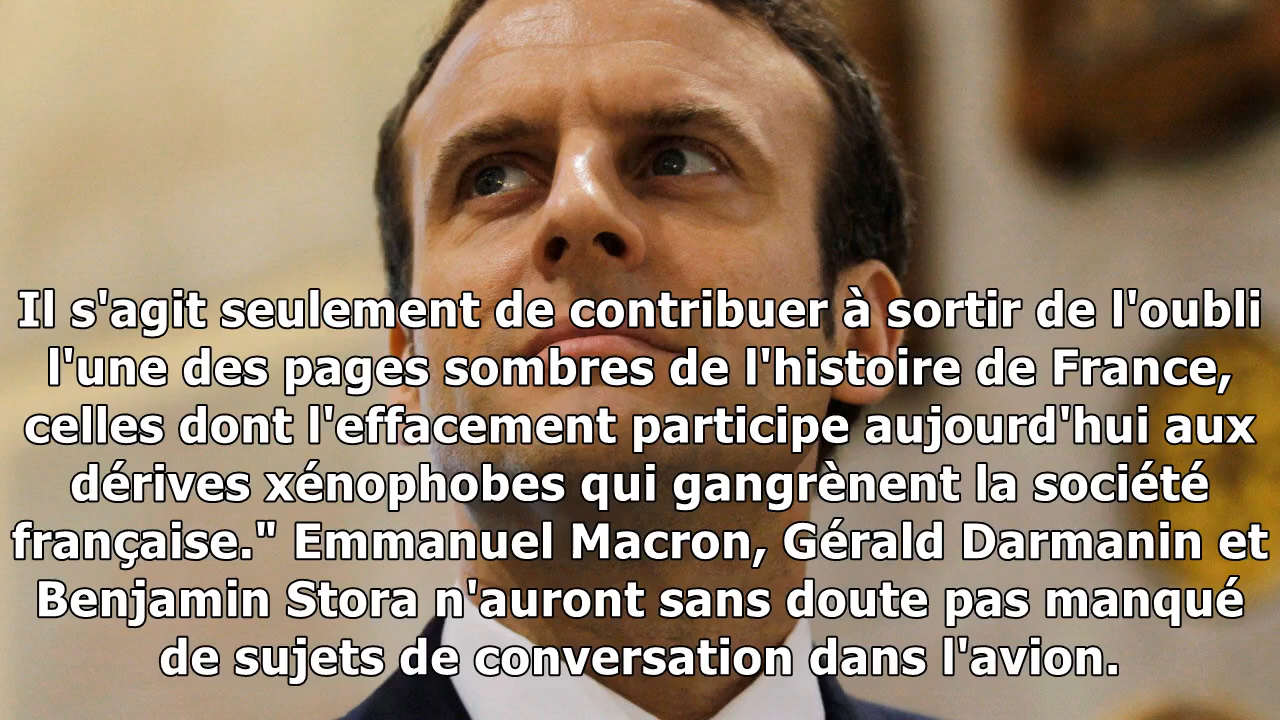 Il s'agit seulement de contribuer à sortir de l'oubli
l'une des pages sombres de l'histoire de France,
celles dont l'effacement participe aujourd'hui aux
dérives xénophobes qui gangrènent la société
française." Emmanuel Macron, Gérald Darmanin et
Benjamin Stora n'auront sans doute pas manqué
de sujets de conversation dans l'avion.